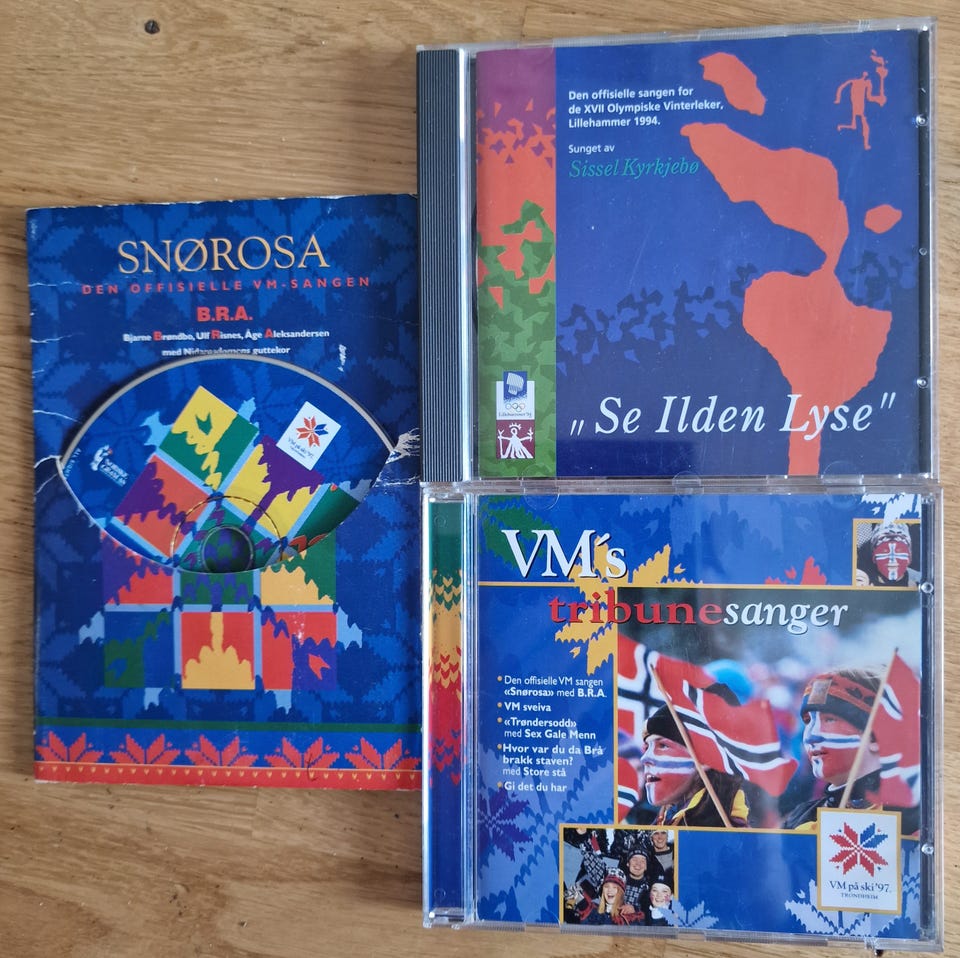 SNØROSA
DEN OFFISIELLE VM-SANGEN
B.R.A.
Bjarne Brøndbo, Ulf Risnes, Åge Aleksandersen
med Nidarosdomens guttekor
Den offisielle sangen for
de XVII Olympiske Vinterleker,
Lillehammer 1994.
Sunget av
Sissel Kyrkjebø
Lillehammer'94
„Se Ilden Lyse”
VM´s
tribunesanger
Den offisielle VM sangen
«Snørosa» med B.R.A.
VM sveiva
«Trøndersodd»
med Sex Gale Menn
Hvor var du da Brå
brakk staven?
med Store stå
Gi det du har
VM på ski '97.
TRONDHEIM